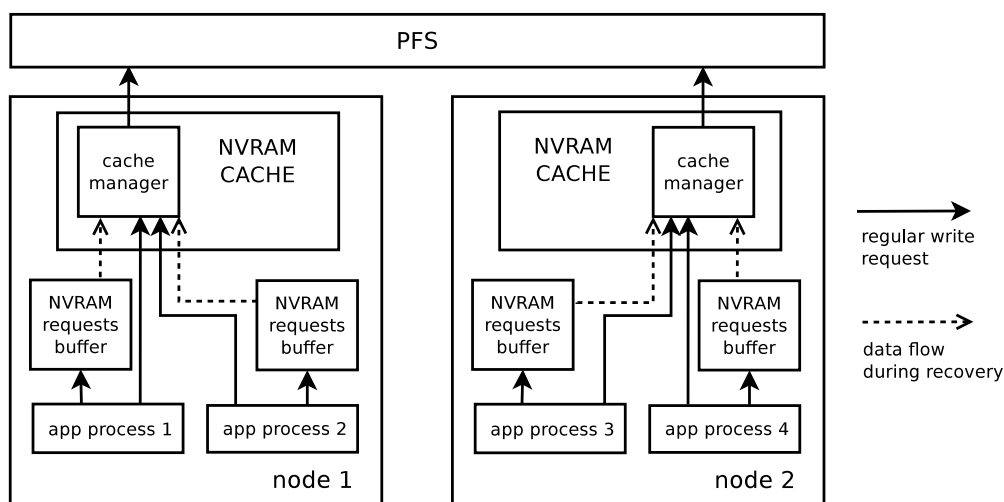 PFS
cache
manager
NVRAM
CACHE
NVRAM
requests
buffer
NVRAM
requests
buffer
app process 1
app process 2
node 1
NVRAM
CACHE
cache
manager
NVRAM
requests
buffer
NVRAM
requests
buffer
app process 3
app process 4
node 2
regular write
request
data flow
during recovery